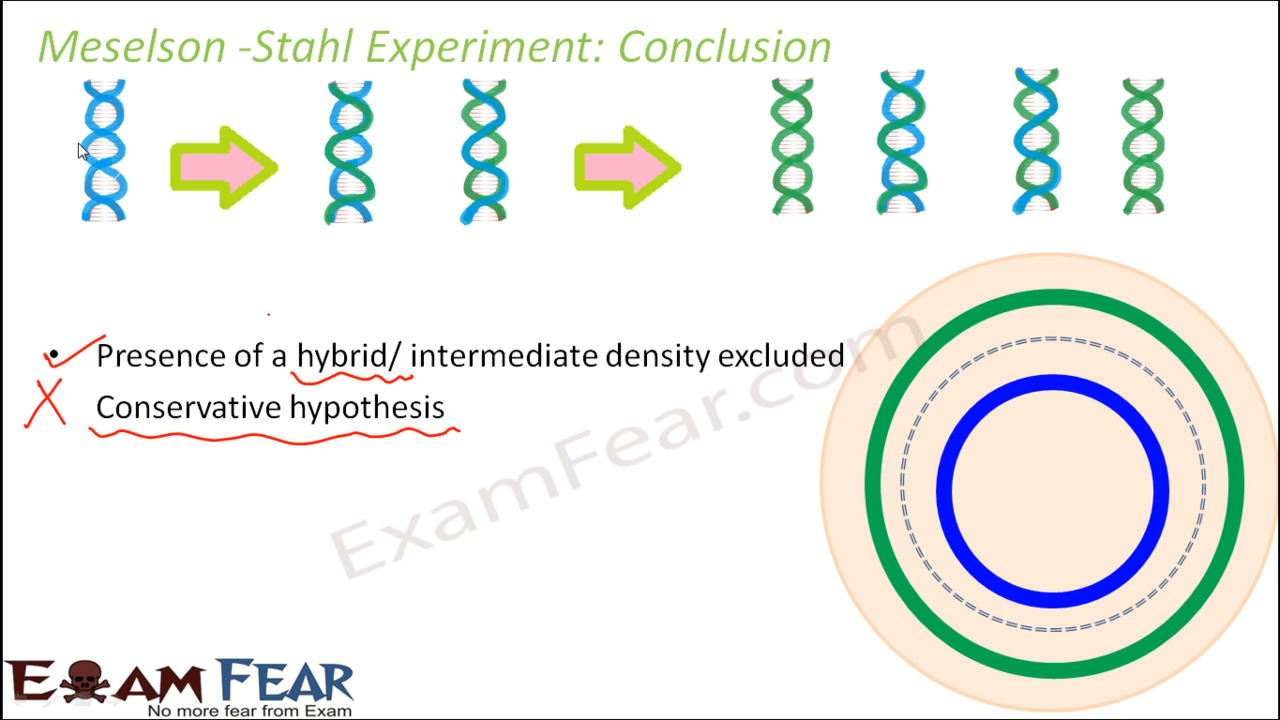 Meselson -Stahl Experiment: Conclusion
• Presence of a hybrid/ intermediate density excluded
Conservative hypothesis
ExamFear.com
EXAM FEAR
No more fear from Exam